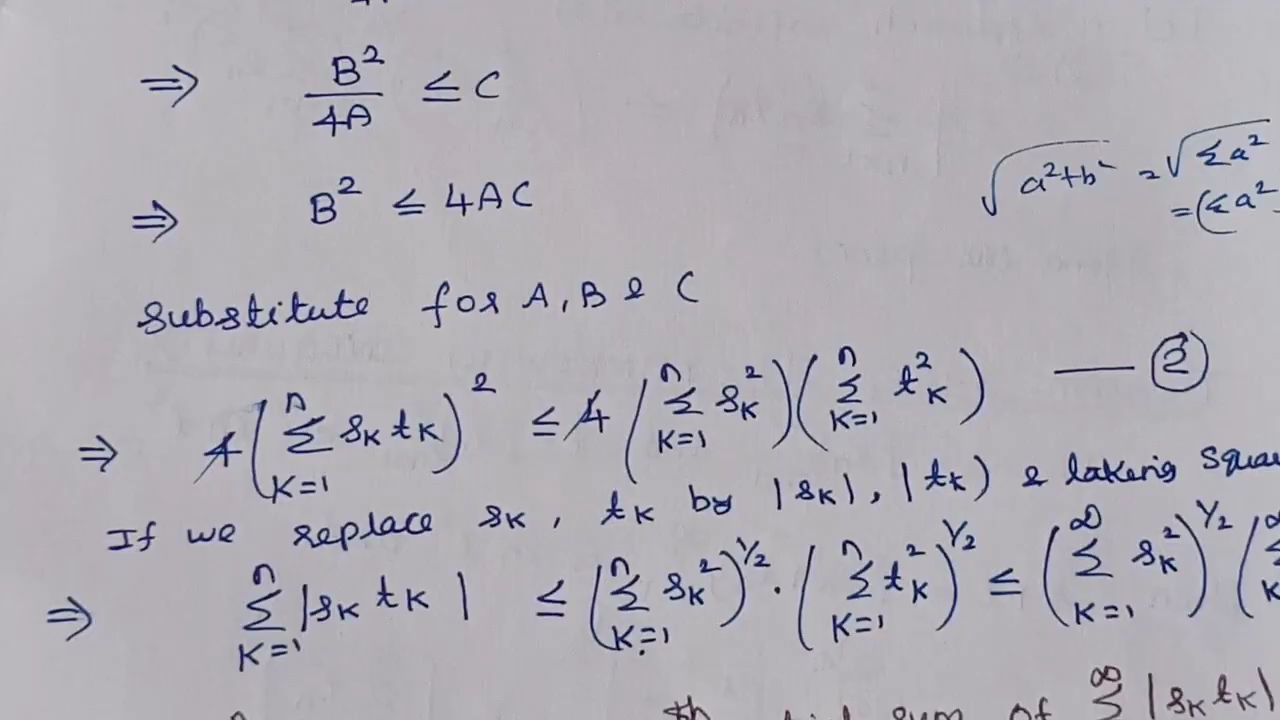 ⇒ B²/4A ≤ C
√(a²+b²) = √(Σa²
= (Σa²
⇒ B² ≤ 4AC
Substitute for A, B & C
⇒ 4(Σ_{K=1}^{n} s_K t_K)² ≤ 4(Σ_{K=1}^{n} s_K²)(Σ_{K=1}^{n} t_K²) — ②
If we replace s_K, t_K by |s_K|, |t_K) & taking Squa
⇒ Σ_{K=1}^{n} |s_K t_K| ≤ (Σ_{K=1}^{n} s_K²)^{1/2} · (Σ_{K=1}^{n} t_K²)^{1/2} ≤ (Σ_{K=1}^{∞} s_K²)^{1/2} (Σ_{K}^{∞}
th sum of Σ^{∞} |s_K t_K|